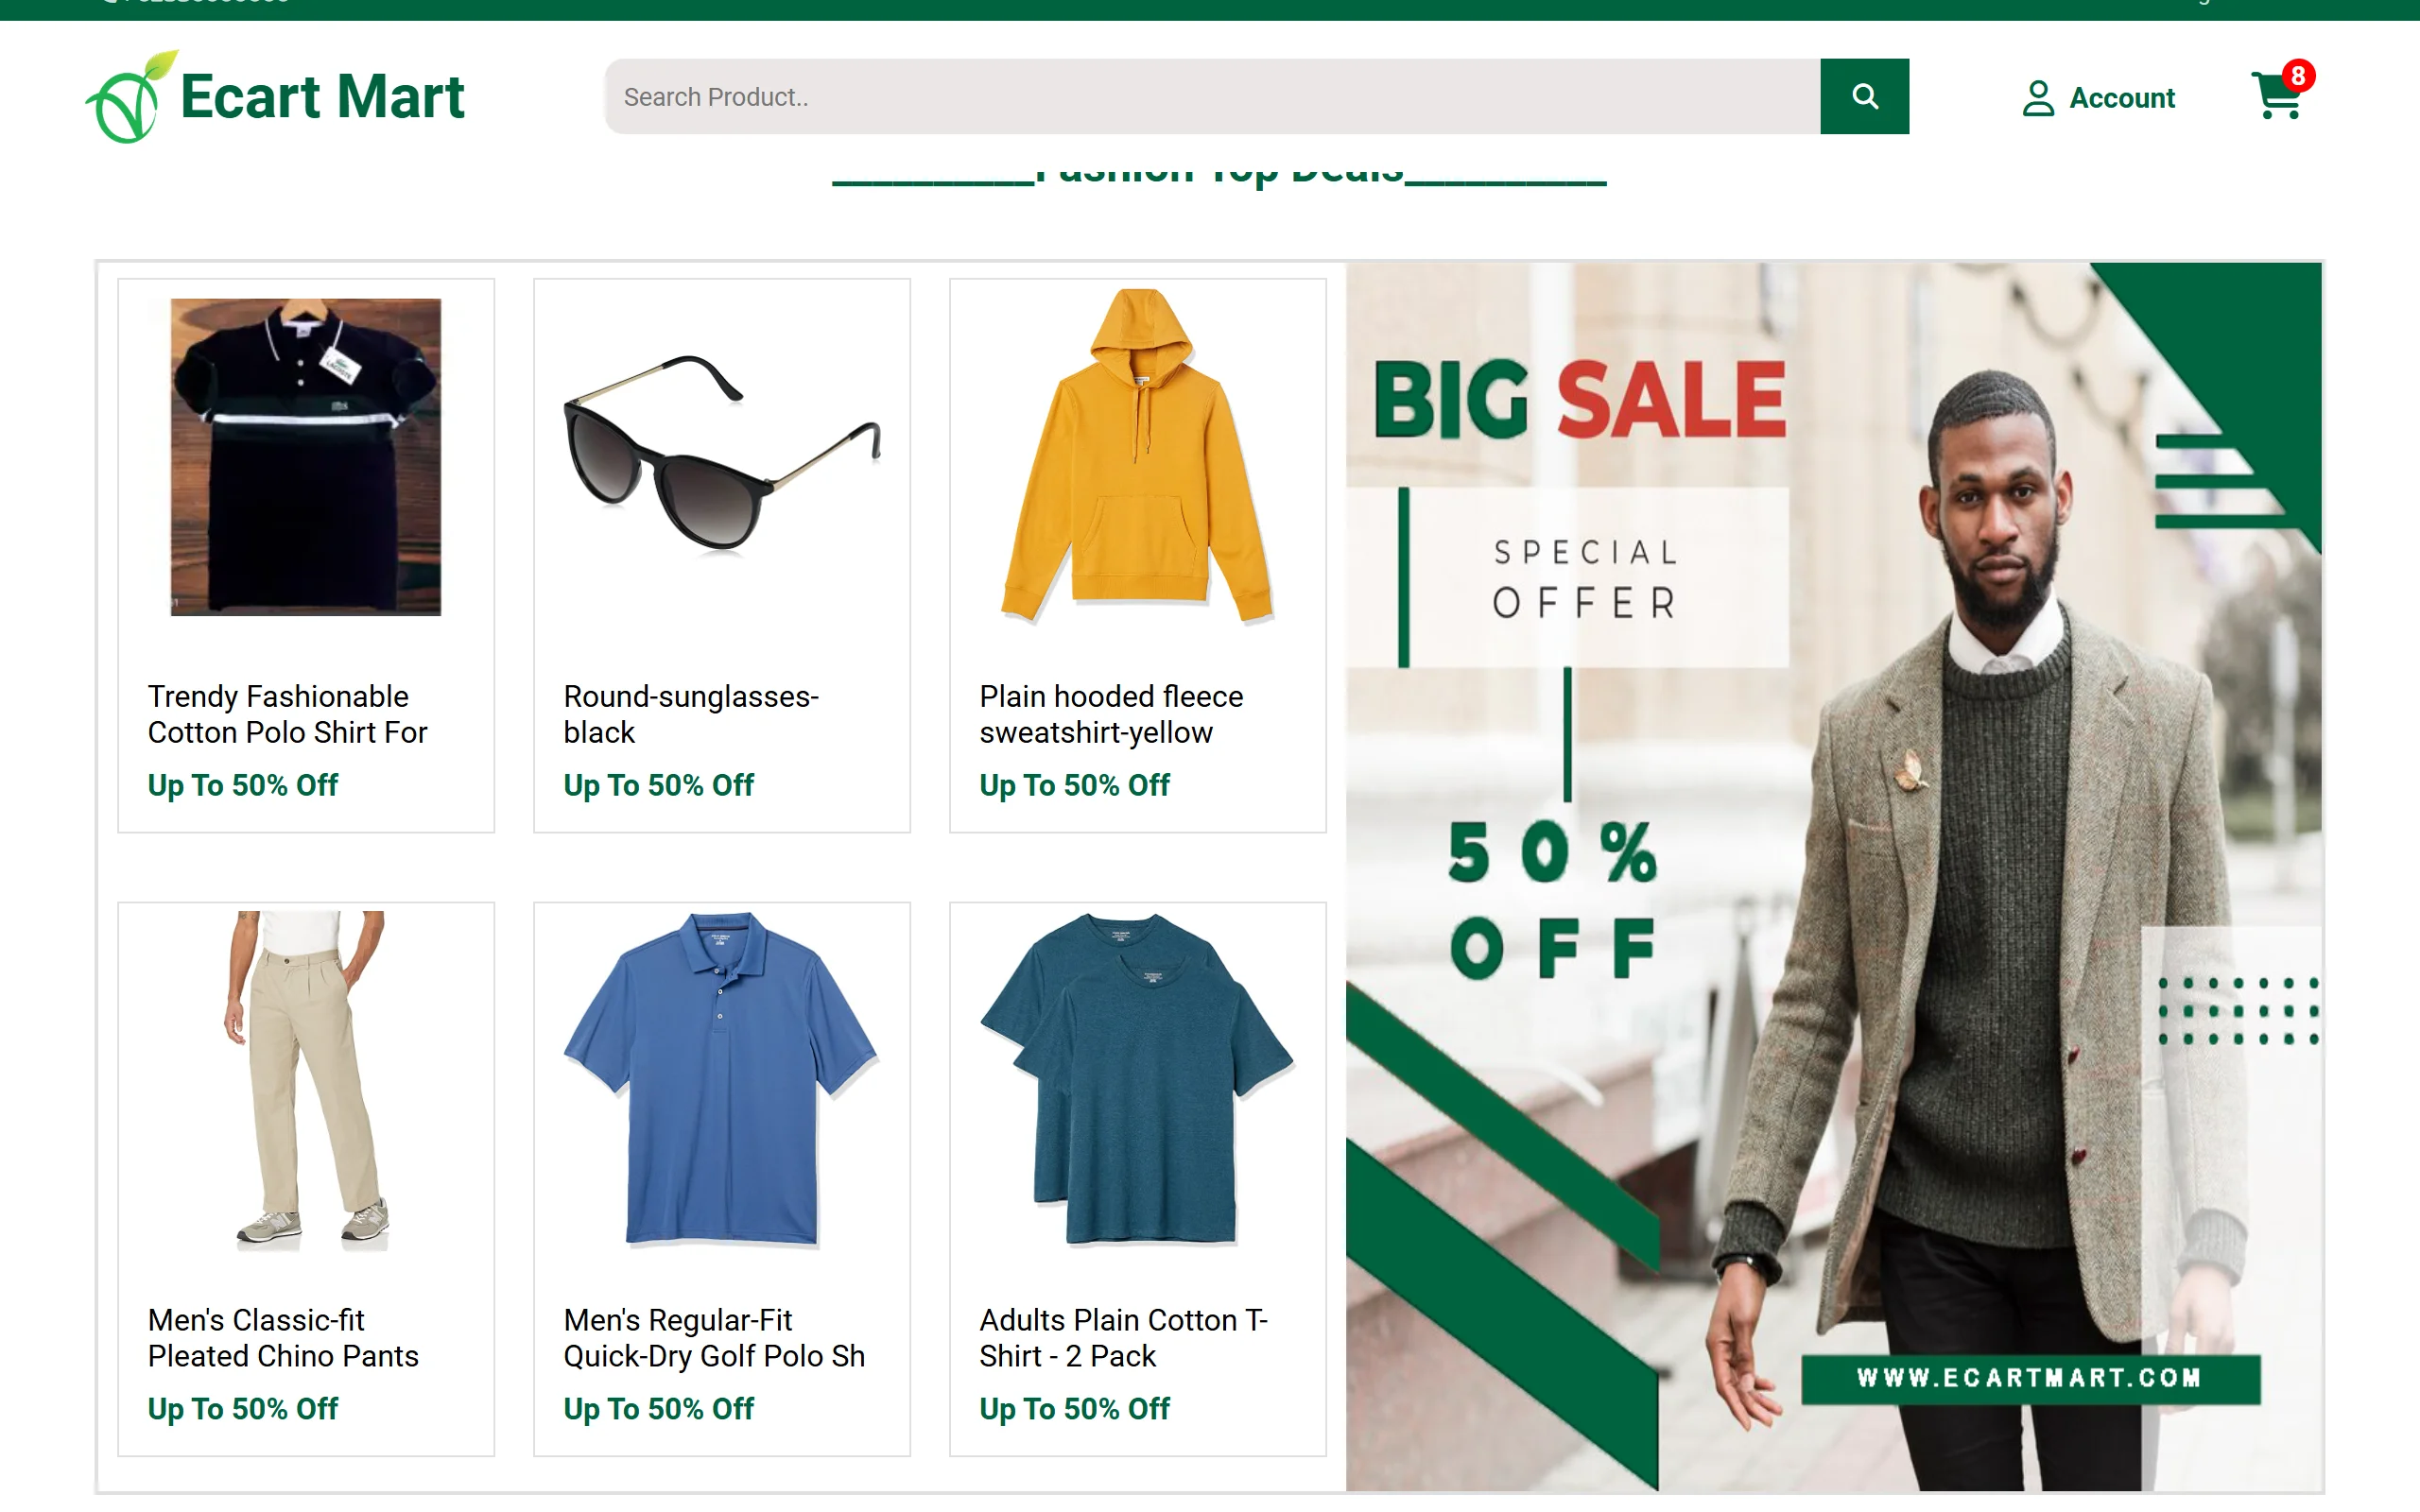 Ecart Mart
Search Product..
Account
8
__________Fashion Top Deals__________
LACOSTE
BIG SALE
SPECIAL
OFFER
50%
OFF
WWW.ECARTMART.COM
Trendy Fashionable
Cotton Polo Shirt For
Up To 50% Off
Round-sunglasses-
black
Up To 50% Off
Plain hooded fleece
sweatshirt-yellow
Up To 50% Off
Men's Classic-fit
Pleated Chino Pants
Up To 50% Off
Men's Regular-Fit
Quick-Dry Golf Polo Sh
Up To 50% Off
Adults Plain Cotton T-
Shirt - 2 Pack
Up To 50% Off